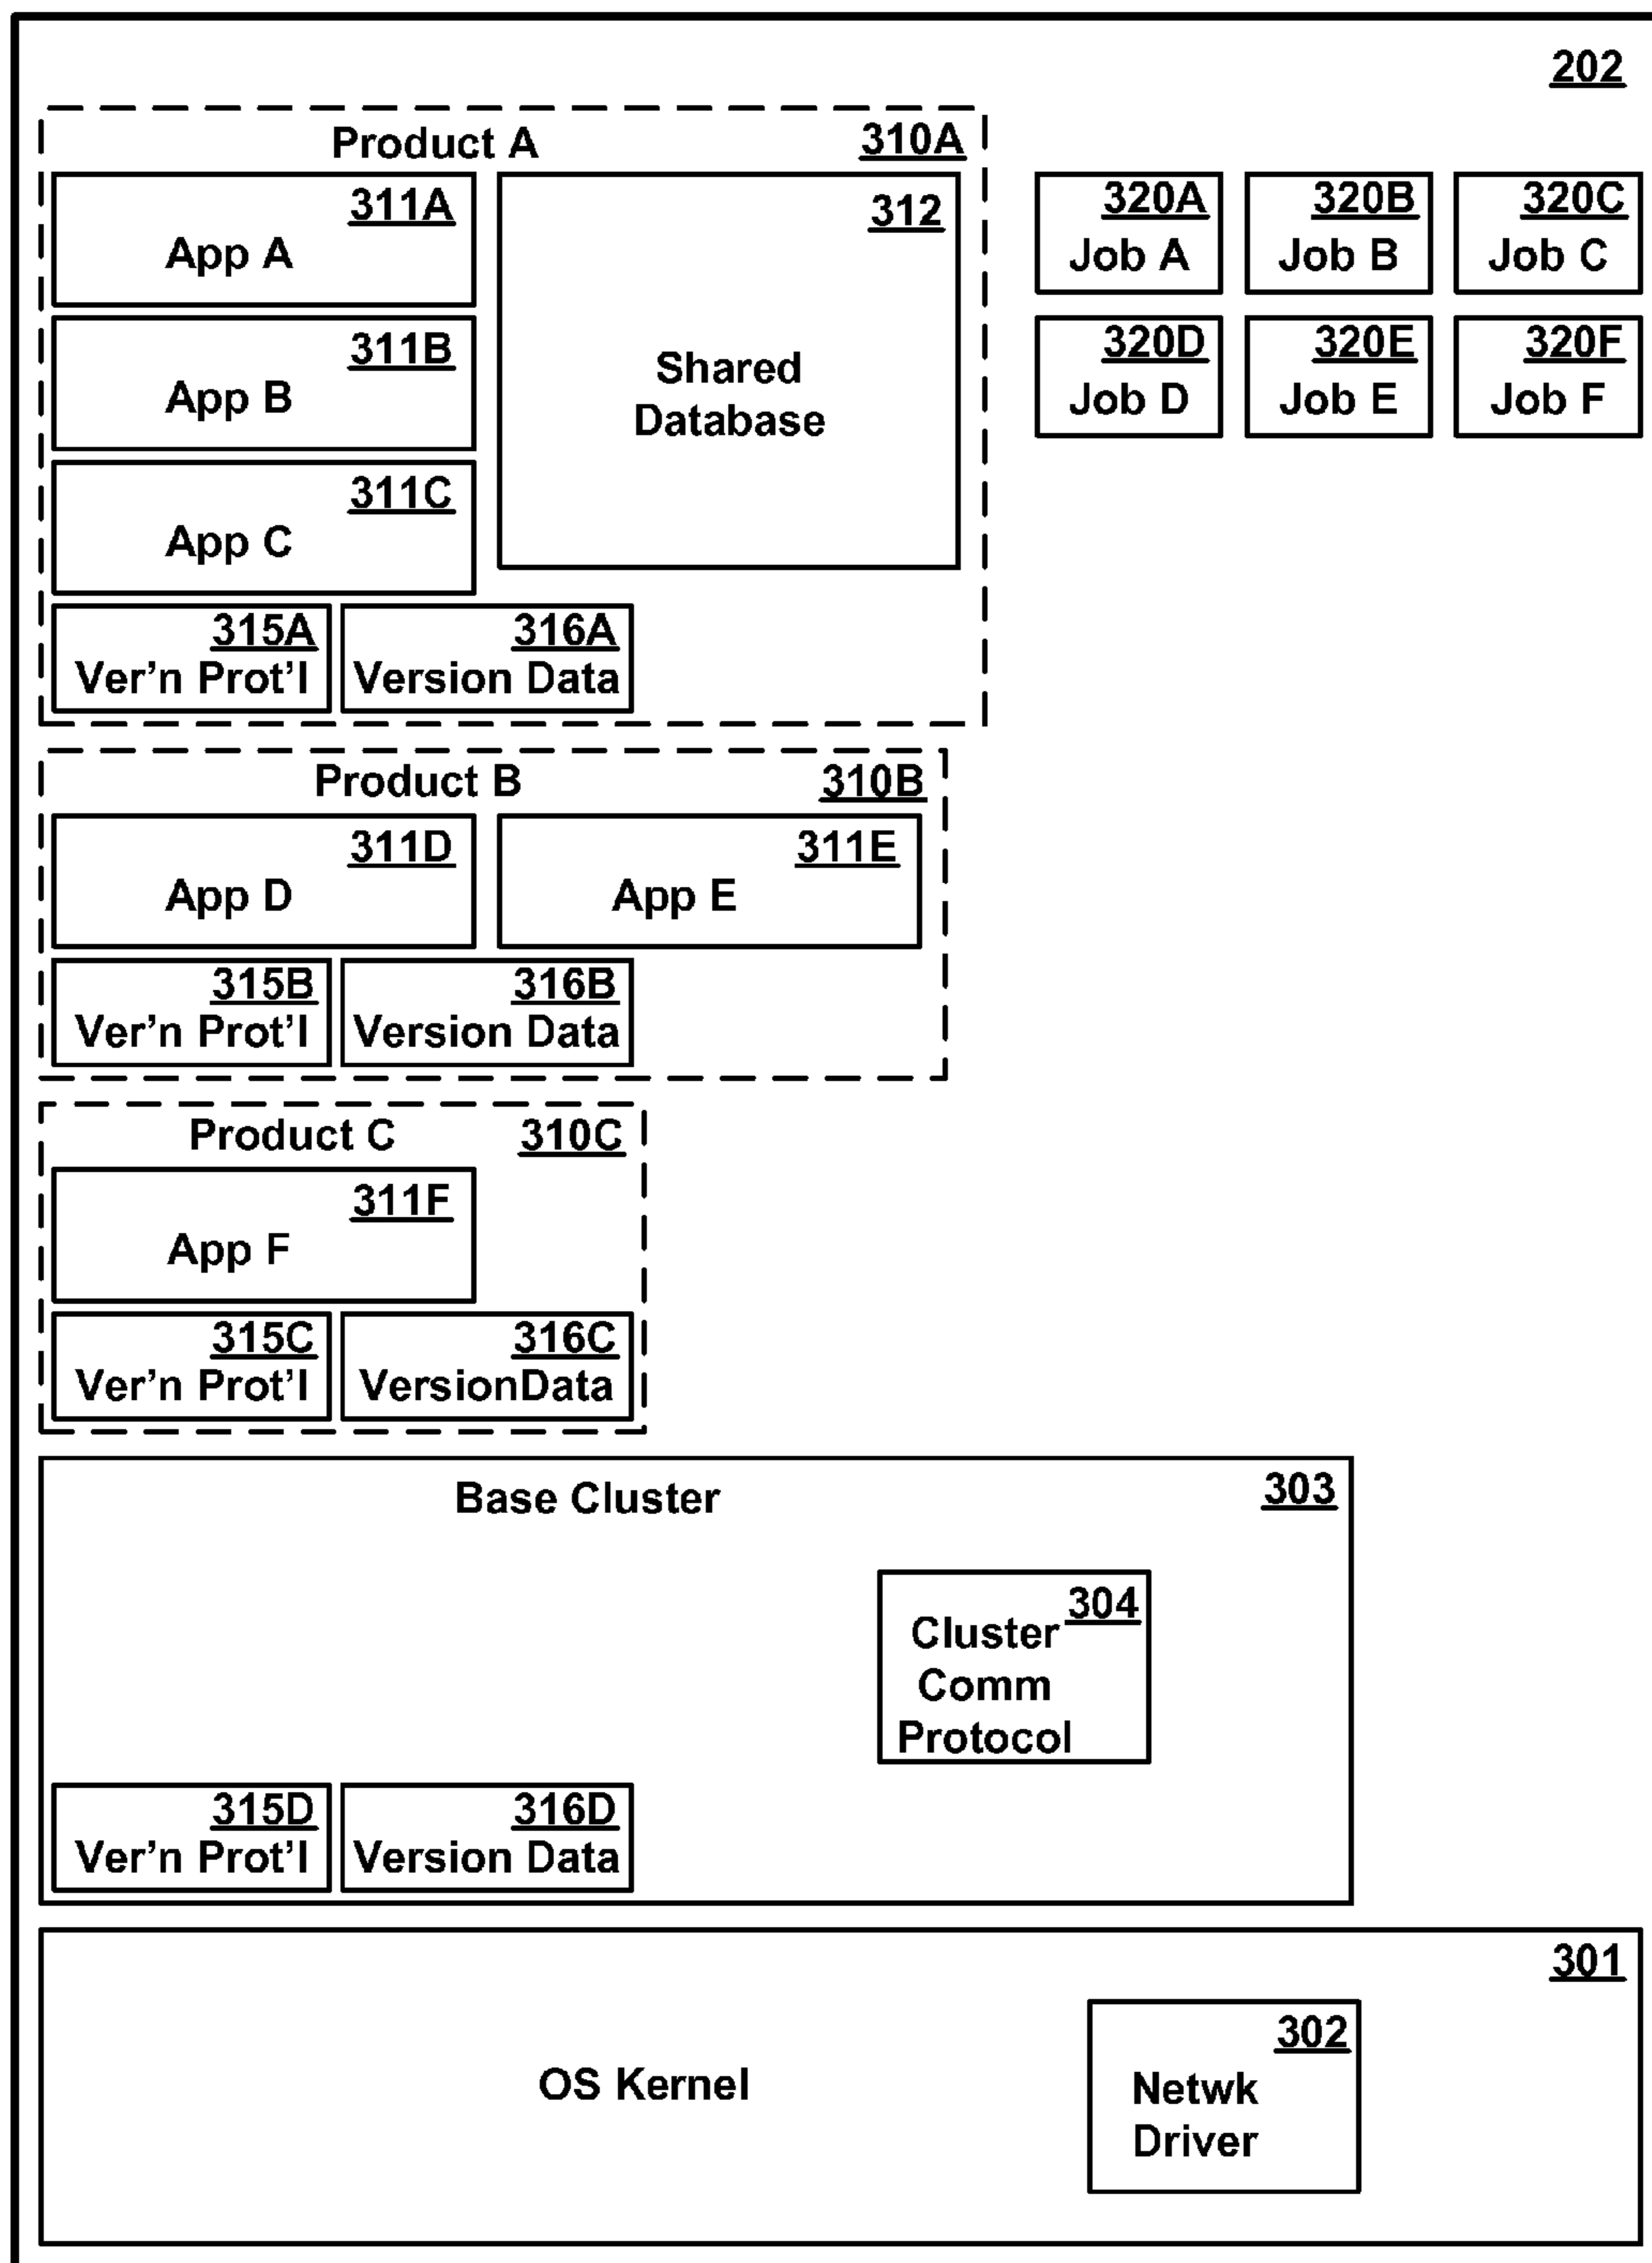 202
Product A 310A
311A
App A
311B
App B
311C
App C
312
Shared
Database
315A
Ver'n Prot'l
316A
Version Data
320A
Job A
320B
Job B
320C
Job C
320D
Job D
320E
Job E
320F
Job F
Product B 310B
311D
App D
311E
App E
315B
Ver'n Prot'l
316B
Version Data
Product C 310C
311F
App F
315C
Ver'n Prot'l
316C
VersionData
Base Cluster 303
304
Cluster
Comm
Protocol
315D
Ver'n Prot'l
316D
Version Data
301
OS Kernel
302
Netwk
Driver